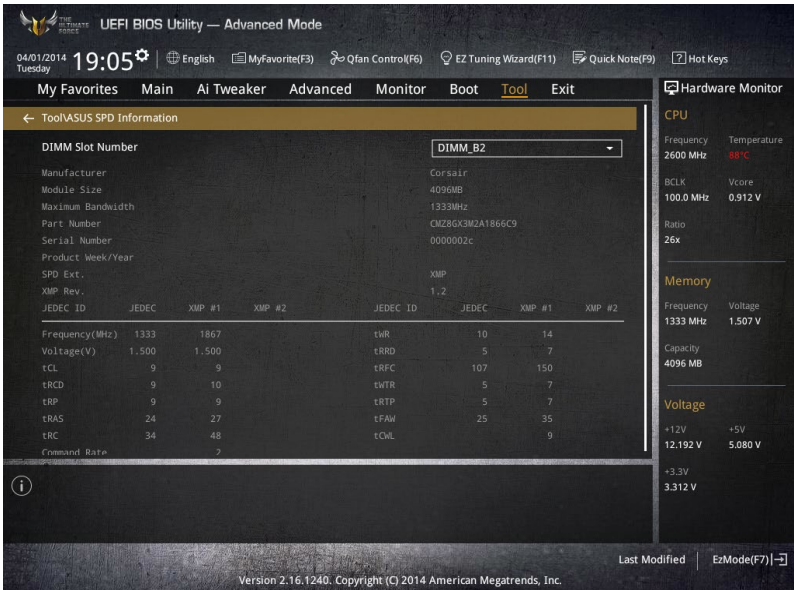 THE ULTIMATE FORCE
UEFI BIOS Utility — Advanced Mode
04/01/2014
Tuesday
19:05
English
MyFavorite(F3)
Qfan Control(F6)
EZ Tuning Wizard(F11)
Quick Note(F9)
Hot Keys
My Favorites Main Ai Tweaker Advanced Monitor Boot Tool Exit
Tool\ASUS SPD Information
DIMM Slot Number DIMM_B2
Manufacturer Corsair
Module Size 4096MB
Maximum Bandwidth 1333MHz
Part Number CMZ8GX3M2A1866C9
Serial Number 0000002c
Product Week/Year
SPD Ext. XMP
XMP Rev. 1.2
JEDEC ID JEDEC XMP #1 XMP #2 JEDEC ID JEDEC XMP #1 XMP #2
Frequency(MHz) 1333 1867 tWR 10 14
Voltage(V) 1.500 1.500 tRRD 5 7
tCL 9 9 tRFC 107 150
tRCD 9 10 tWTR 5 7
tRP 9 9 tRTP 5 7
tRAS 24 27 tFAW 25 35
tRC 34 48 tCWL 9
Command Rate 2
Hardware Monitor
CPU
Frequency Temperature
2600 MHz 88°C
BCLK Vcore
100.0 MHz 0.912 V
Ratio
26x
Memory
Frequency Voltage
1333 MHz 1.507 V
Capacity
4096 MB
Voltage
+12V +5V
12.192 V 5.080 V
+3.3V
3.312 V
Last Modified
EzMode(F7)
Version 2.16.1240. Copyright (C) 2014 American Megatrends, Inc.